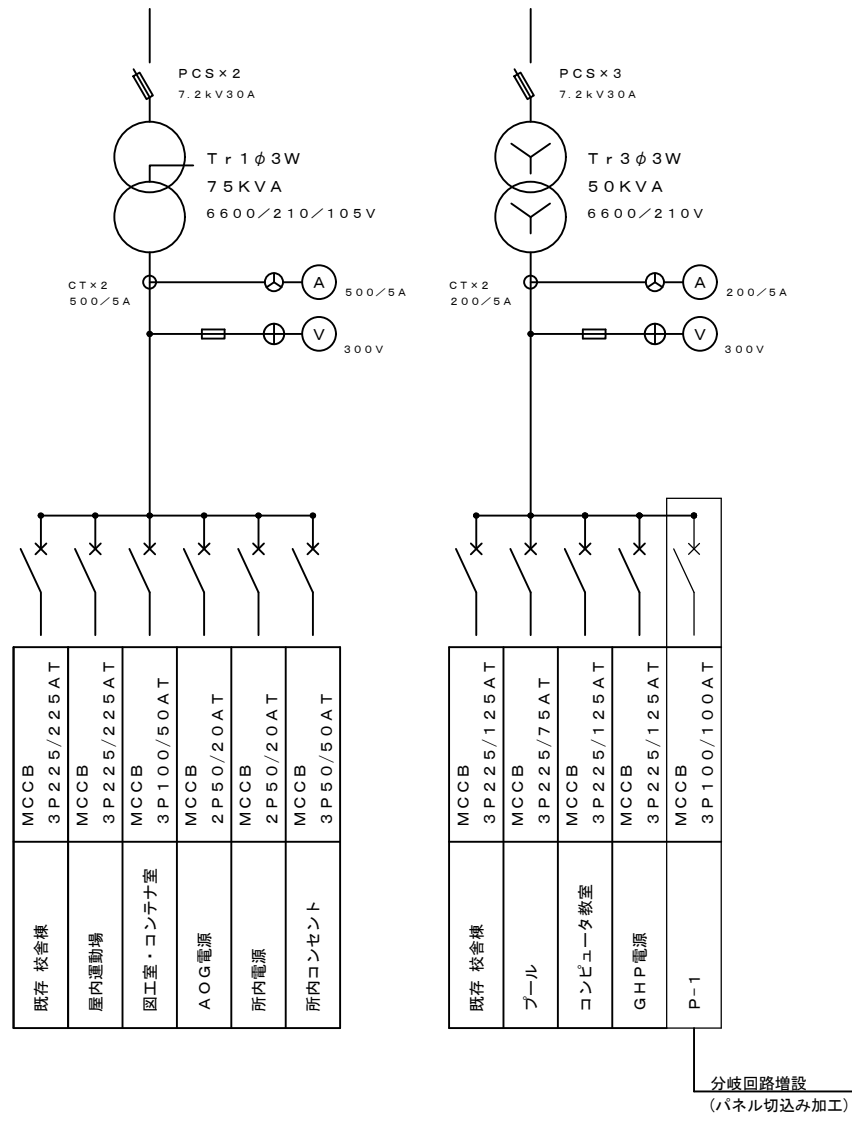 PCS×2
7.2kV30A
Tr1φ3W
75KVA
6600/210/105V
CT×2
500/5A
A
500/5A
V
300V
MCCB
3P225/225AT
MCCB
3P225/225AT
MCCB
3P100/50AT
MCCB
2P50/20AT
MCCB
2P50/20AT
MCCB
3P50/50AT
既存 校舎棟
屋内運動場
図工室・コンテナ室
AOG電源
所内電源
所内コンセント
PCS×3
7.2kV30A
Tr3φ3W
50KVA
6600/210V
CT×2
200/5A
A
200/5A
V
300V
MCCB
3P225/125AT
MCCB
3P225/75AT
MCCB
3P225/125AT
MCCB
3P225/125AT
MCCB
3P100/100AT
既存 校舎棟
プール
コンピュータ教室
GHP電源
P-1
分岐回路増設
(パネル切込み加工)